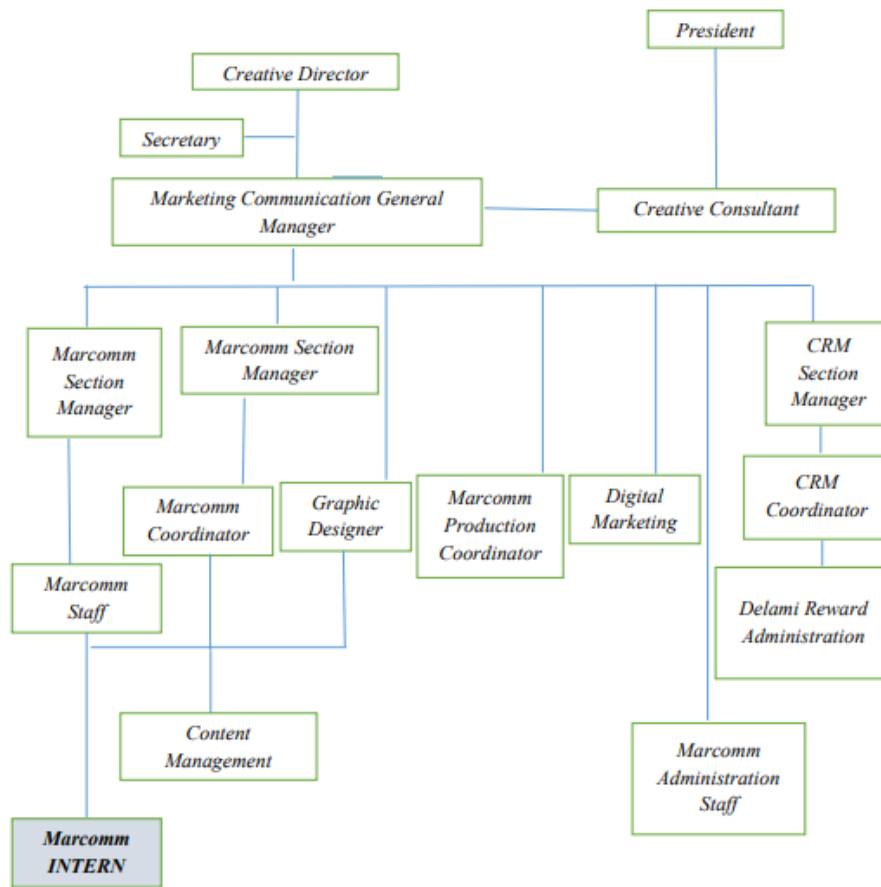 President
Creative Director
Secretary
Marketing Communication General
Manager
Creative Consultant
Marcomm
Section
Manager
Marcomm Section
Manager
CRM
Section
Manager
Marcomm
Coordinator
Graphic
Designer
Marcomm
Production
Coordinator
Digital
Marketing
CRM
Coordinator
Marcomm
Staff
Delami Reward
Administration
Content
Management
Marcomm
Administration
Staff
Marcomm
INTERN